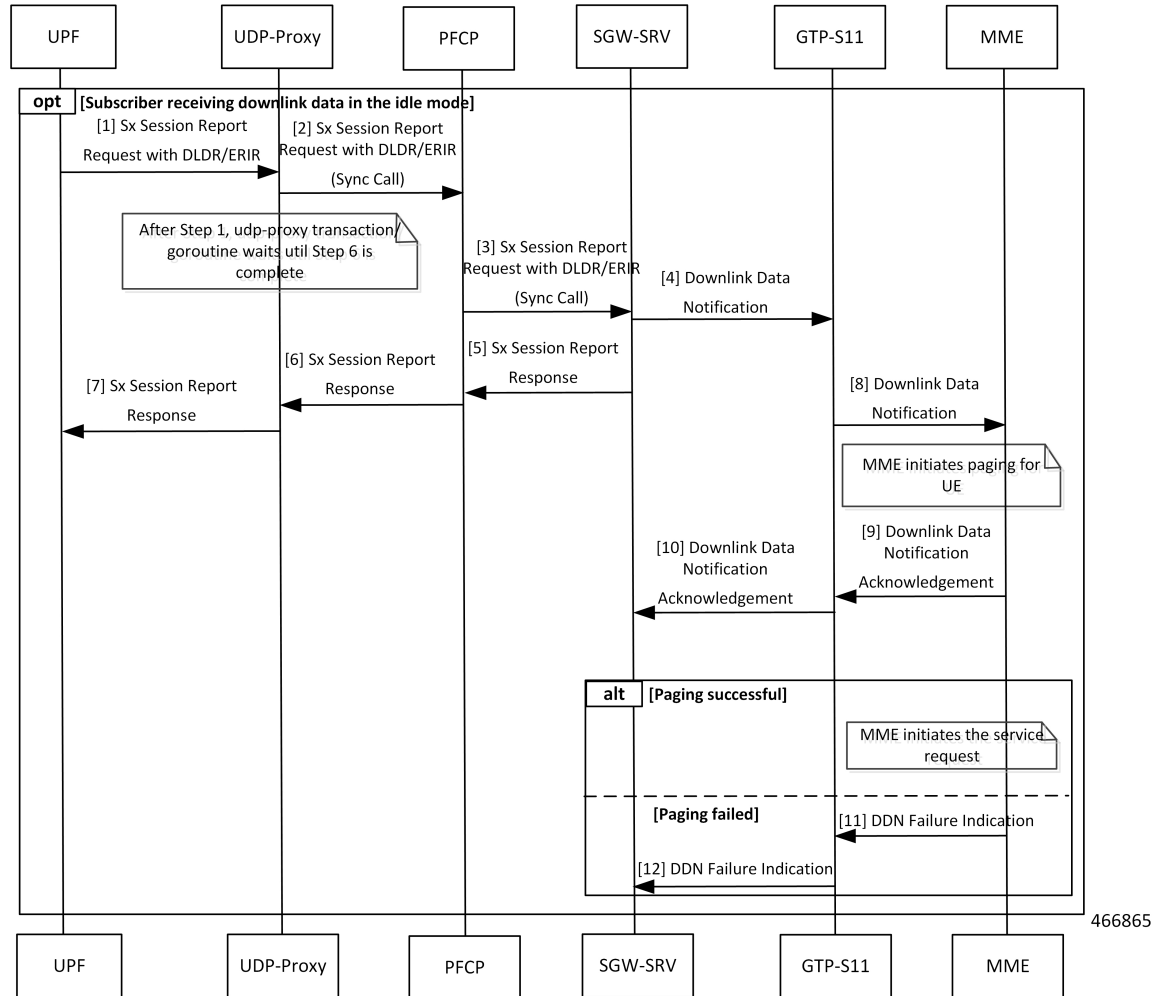 UPF
UDP-Proxy
PFCP
SGW-SRV
GTP-S11
MME
opt
[Subscriber receiving downlink data in the idle mode]
[1] Sx Session Report
Request with DLDR/ERIR
[2] Sx Session Report
Request with DLDR/ERIR
(Sync Call)
After Step 1, udp-proxy transaction/
goroutine waits util Step 6 is
complete
[3] Sx Session Report
Request with DLDR/ERIR
(Sync Call)
[4] Downlink Data
Notification
[5] Sx Session Report
Response
[6] Sx Session Report
Response
[7] Sx Session Report
Response
[8] Downlink Data
Notification
MME initiates paging for
UE
[9] Downlink Data
Notification
Acknowledgement
[10] Downlink Data
Notification
Acknowledgement
alt
[Paging successful]
MME initiates the service
request
[Paging failed]
[11] DDN Failure Indication
[12] DDN Failure Indication
466865
UPF
UDP-Proxy
PFCP
SGW-SRV
GTP-S11
MME